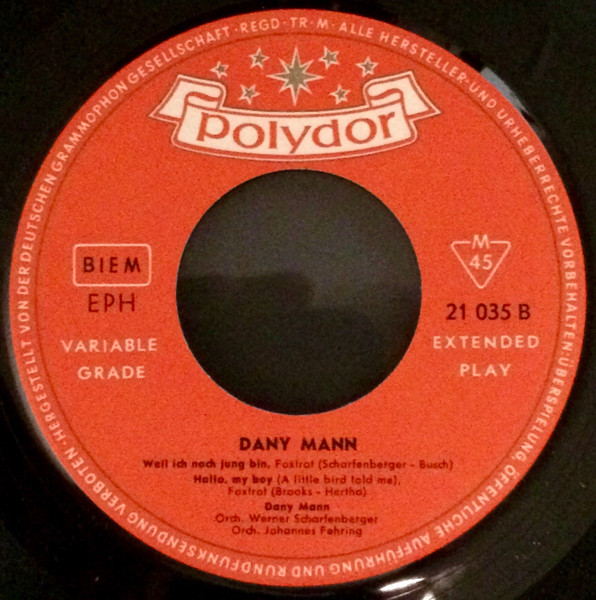 HERGESTELLT VON DER DEUTSCHEN GRAMMOPHON GESELLSCHAFT · REGD · TR · M · ALLE HERSTELLER- UND URHEBERRECHTE VORBEHALTEN: ÜBERSPIELUNG, ÖFFENTLICHE AUFFÜHRUNG UND RUNDFUNKSENDUNG VERBOTEN ·
polydor
BIEM
EPH
VARIABLE
GRADE
M
45
21 035 B
EXTENDED
PLAY
DANY MANN
Weil ich noch jung bin, Foxtrot (Scharfenberger - Busch)
Hallo, my boy (A little bird told me),
Foxtrot (Brooks - Hertha)
Dany Mann
Orch. Werner Scharfenberger
Orch. Johannes Fehring